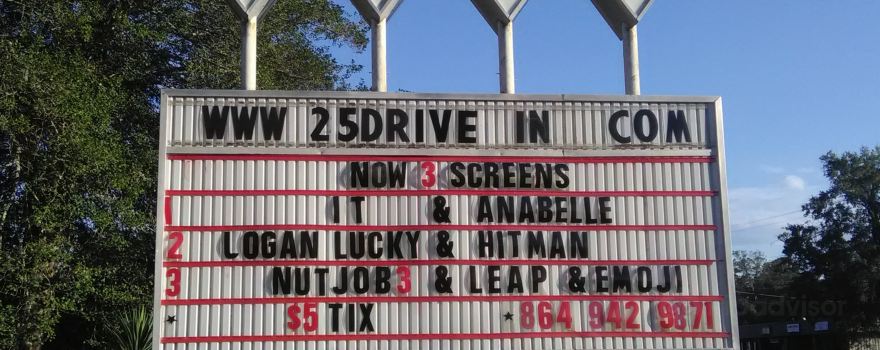 WWW 25DRIVE IN COM
NOW 3 SCREENS
1 IT & ANABELLE
2 LOGAN LUCKY & HITMAN
3 NUTJOB3 & LEAP & EMOJI
★ $5 TIX ★ 864 942 9871